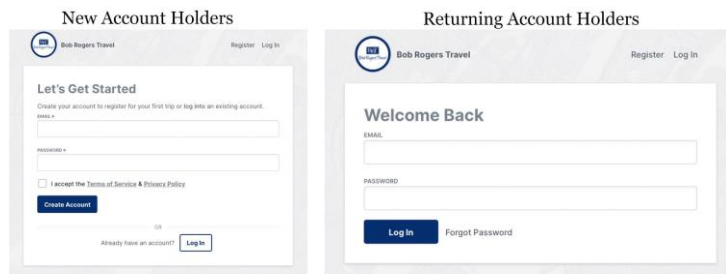 New Account Holders
Bob Rogers Travel
Register Log In
Let's Get Started
Create your account to register for your first trip or log into an existing account.
EMAIL *
PASSWORD *
I accept the Terms of Service & Privacy Policy
Create Account
OR
Already have an account? Log In
Returning Account Holders
Bob Rogers Travel
Register Log In
Welcome Back
EMAIL
PASSWORD
Log In Forgot Password